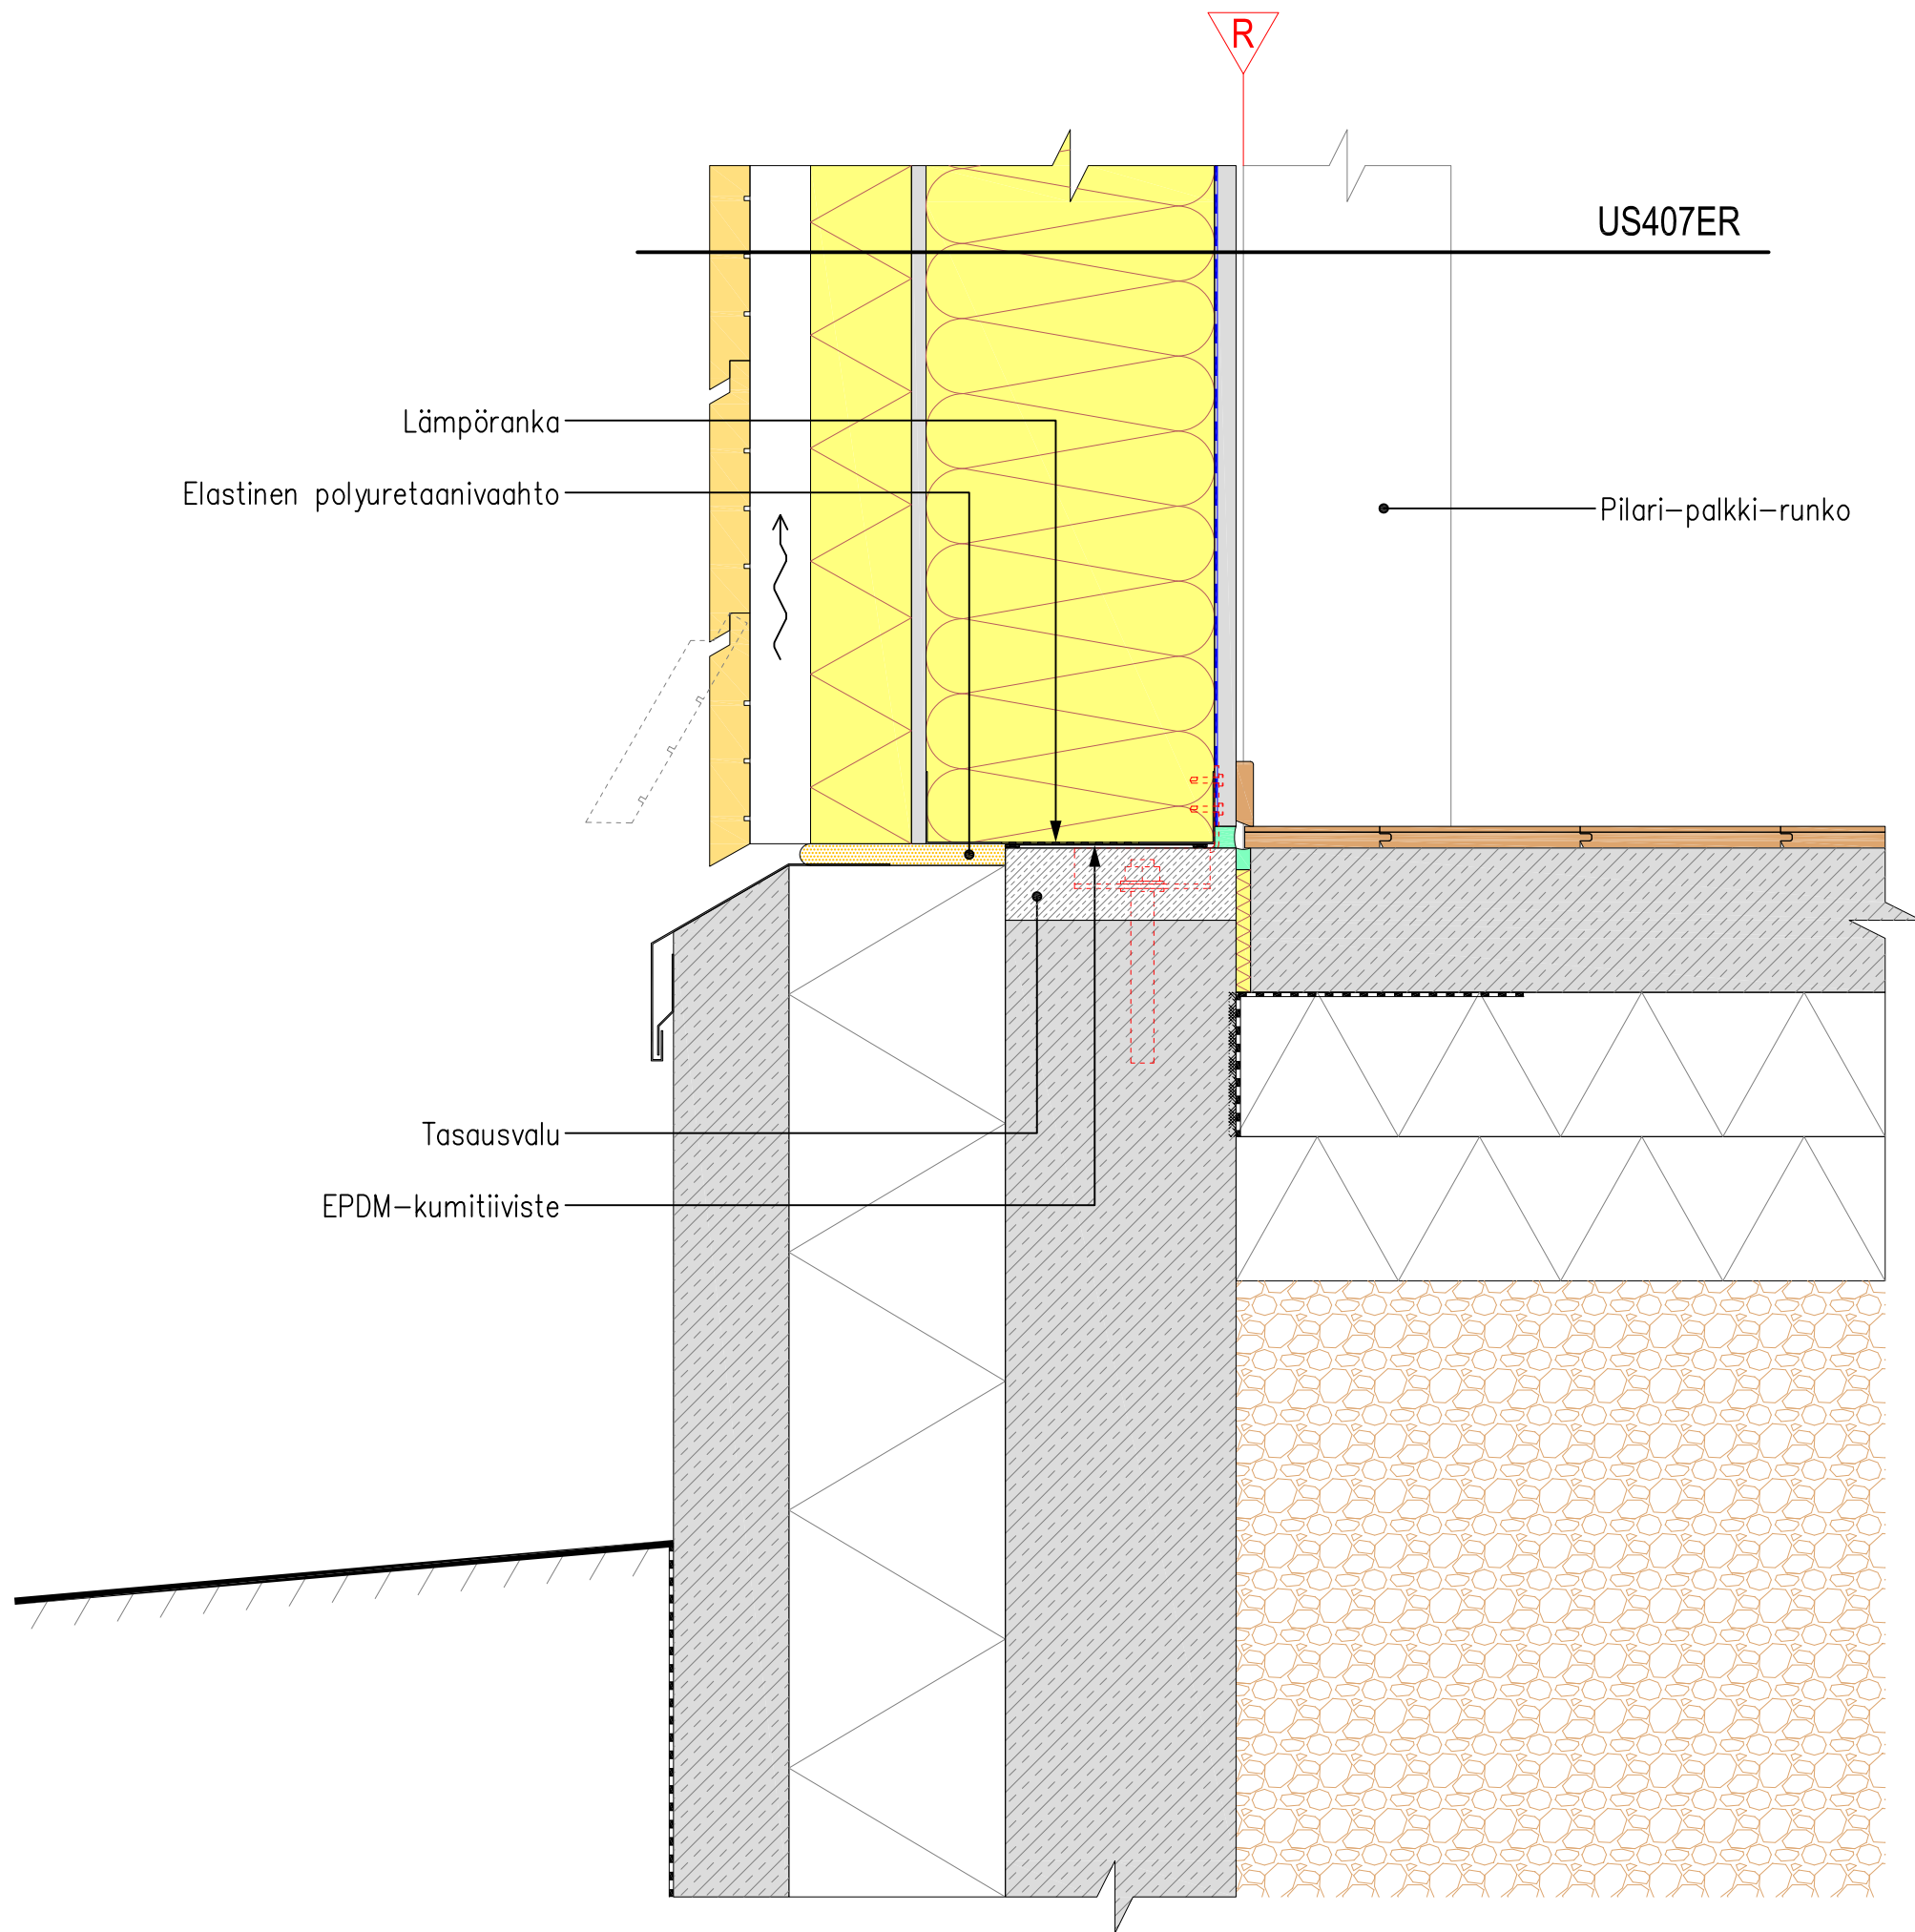 R
US407ER
Lämpöranka
Elastinen polyuretaanivaahto
Pilari-palkki-runko
Tasausvalu
EPDM-kumitiiviste